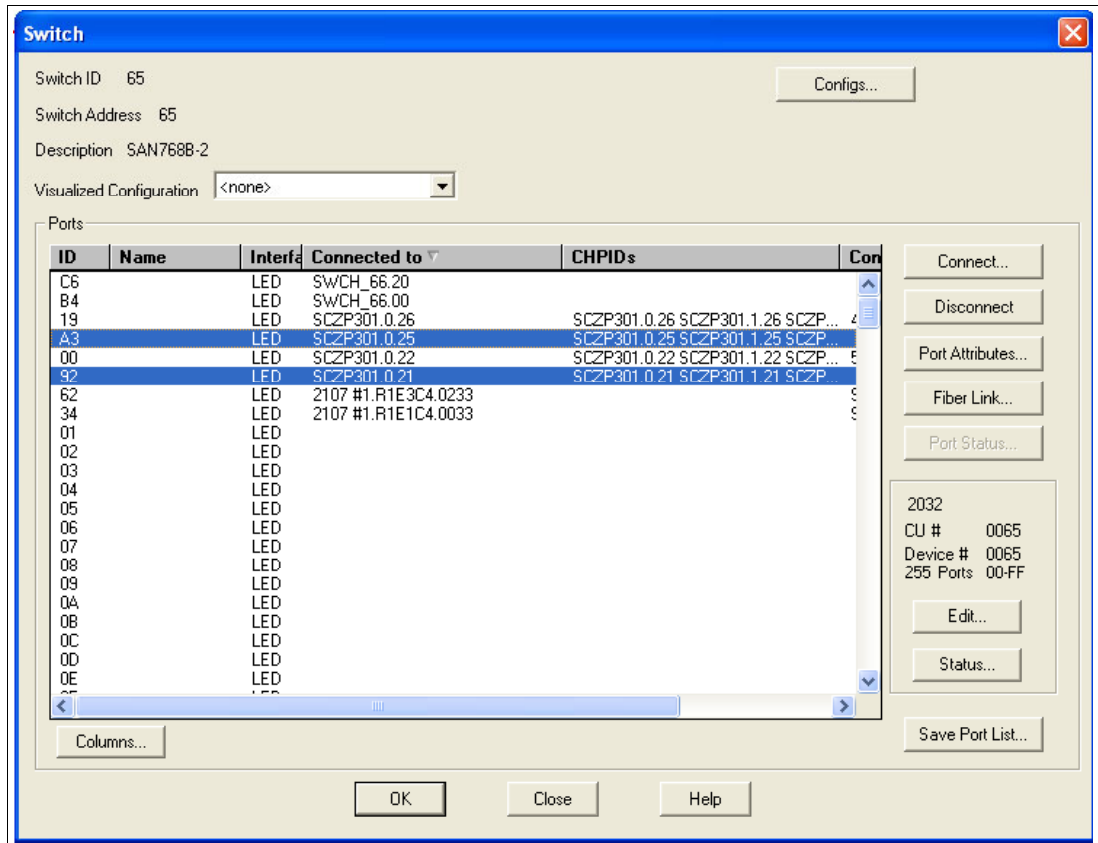 Switch
Switch ID 65
Configs...
Switch Address 65
Description SAN768B-2
Visualized Configuration <none>
Ports
ID Name Interfa Connected to CHPIDs Con
C6 LED SWCH_66.20
B4 LED SWCH_66.00
19 LED SCZP301.0.26 SCZP301.0.26 SCZP301.1.26 SCZP...
A3 LED SCZP301.0.25 SCZP301.0.25 SCZP301.1.25 SCZP...
00 LED SCZP301.0.22 SCZP301.0.22 SCZP301.1.22 SCZP...
92 LED SCZP301.0.21 SCZP301.0.21 SCZP301.1.21 SCZP...
62 LED 2107 #1.R1E3C4.0233
34 LED 2107 #1.R1E1C4.0033
01 LED
02 LED
03 LED
04 LED
05 LED
06 LED
07 LED
08 LED
09 LED
0A LED
0B LED
0C LED
0D LED
0E LED
Connect...
Disconnect
Port Attributes...
Fiber Link...
Port Status...
2032
CU # 0065
Device # 0065
255 Ports 00-FF
Edit...
Status...
Save Port List...
Columns...
OK Close Help